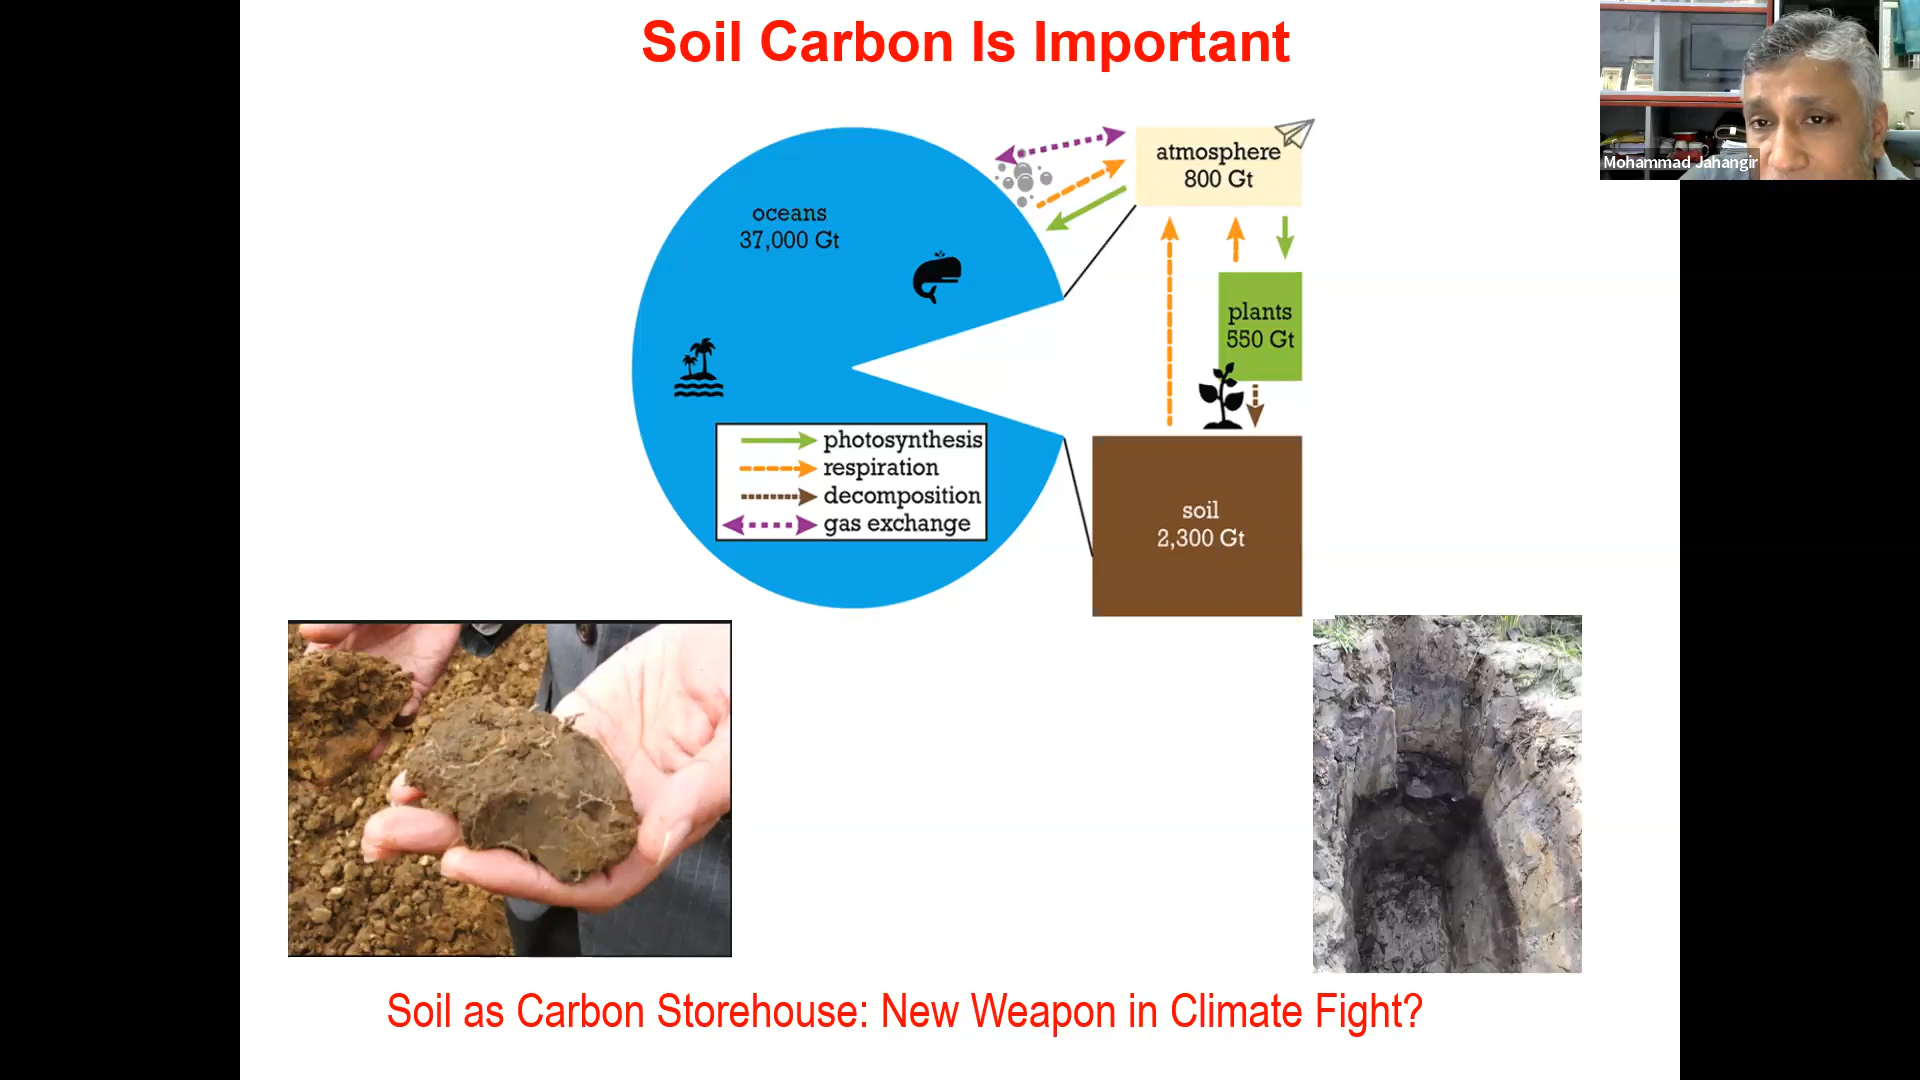 Soil Carbon Is Important
Mohammad Jahangir
atmosphere
800 Gt
oceans
37,000 Gt
plants
550 Gt
photosynthesis
respiration
decomposition
gas exchange
soil
2,300 Gt
Soil as Carbon Storehouse: New Weapon in Climate Fight?